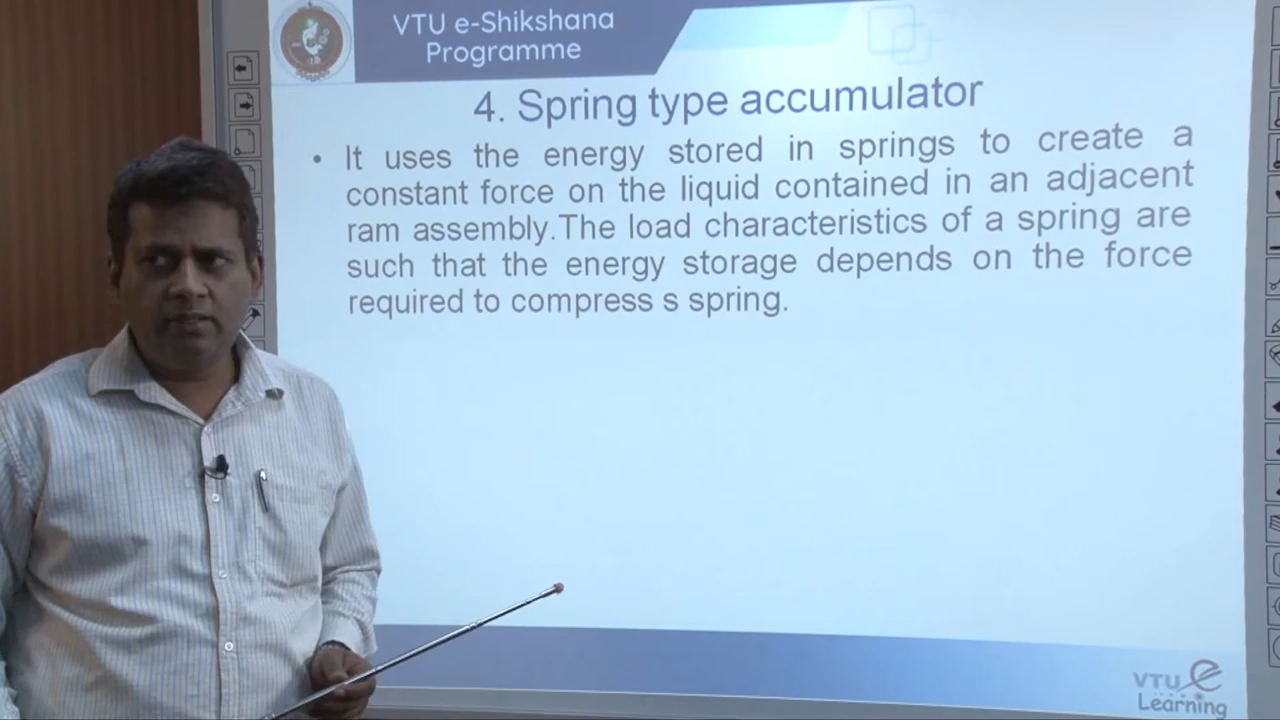 VTU e-Shikshana
Programme
4. Spring type accumulator
• It uses the energy stored in springs to create a
constant force on the liquid contained in an adjacent
ram assembly.The load characteristics of a spring are
such that the energy storage depends on the force
required to compress s spring.
VTU e
Learning